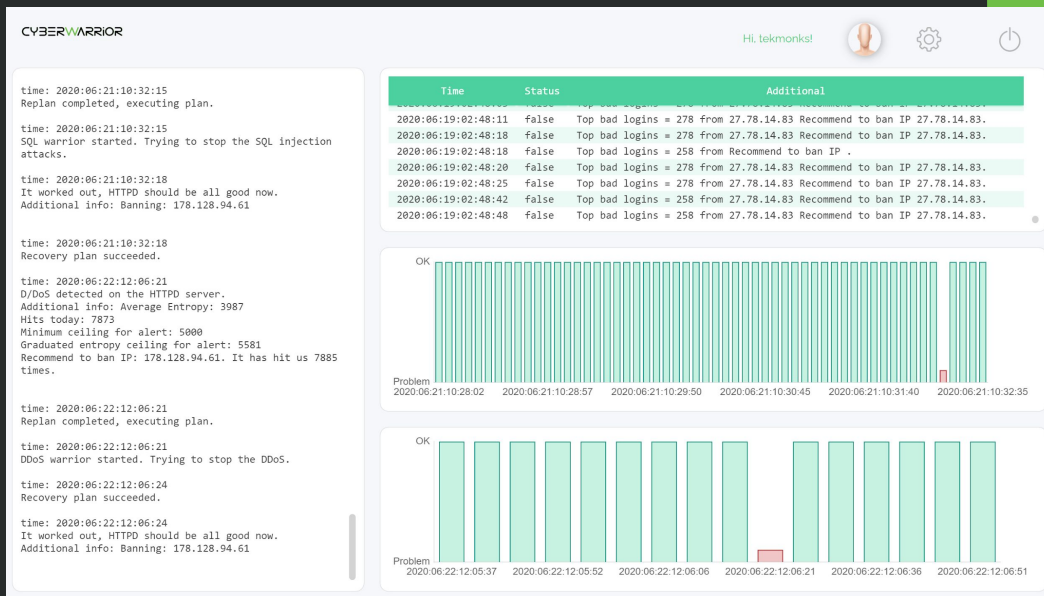 CYBERWARRIOR
Hi, tekmonks!
time: 2020:06:21:10:32:15
Replan completed, executing plan.
time: 2020:06:21:10:32:15
SQL warrior started. Trying to stop the SQL injection
attacks.
time: 2020:06:21:10:32:18
It worked out, HTTPD should be all good now.
Additional info: Banning: 178.128.94.61
time: 2020:06:21:10:32:18
Recovery plan succeeded.
time: 2020:06:22:12:06:21
D/DoS detected on the HTTPD server.
Additional info: Average Entropy: 3987
Hits today: 7873
Minimum ceiling for alert: 5000
Graduated entropy ceiling for alert: 5581
Recommend to ban IP: 178.128.94.61. It has hit us 7885
times.
time: 2020:06:22:12:06:21
Replan completed, executing plan.
time: 2020:06:22:12:06:21
DDoS warrior started. Trying to stop the DDoS.
time: 2020:06:22:12:06:24
Recovery plan succeeded.
time: 2020:06:22:12:06:24
It worked out, HTTPD should be all good now.
Additional info: Banning: 178.128.94.61
Time Status Additional
2020:06:19:02:48:11 false Top bad logins = 278 from 27.78.14.83 Recommend to ban IP 27.78.14.83.
2020:06:19:02:48:18 false Top bad logins = 278 from 27.78.14.83 Recommend to ban IP 27.78.14.83.
2020:06:19:02:48:18 false Top bad logins = 258 from Recommend to ban IP .
2020:06:19:02:48:20 false Top bad logins = 278 from 27.78.14.83 Recommend to ban IP 27.78.14.83.
2020:06:19:02:48:25 false Top bad logins = 278 from 27.78.14.83 Recommend to ban IP 27.78.14.83.
2020:06:19:02:48:42 false Top bad logins = 258 from 27.78.14.83 Recommend to ban IP 27.78.14.83.
2020:06:19:02:48:48 false Top bad logins = 258 from 27.78.14.83 Recommend to ban IP 27.78.14.83.
OK
Problem
2020:06:21:10:28:02 2020:06:21:10:28:57 2020:06:21:10:29:50 2020:06:21:10:30:45 2020:06:21:10:31:40 2020:06:21:10:32:35
OK
Problem
2020:06:22:12:05:37 2020:06:22:12:05:52 2020:06:22:12:06:06 2020:06:22:12:06:21 2020:06:22:12:06:36 2020:06:22:12:06:51